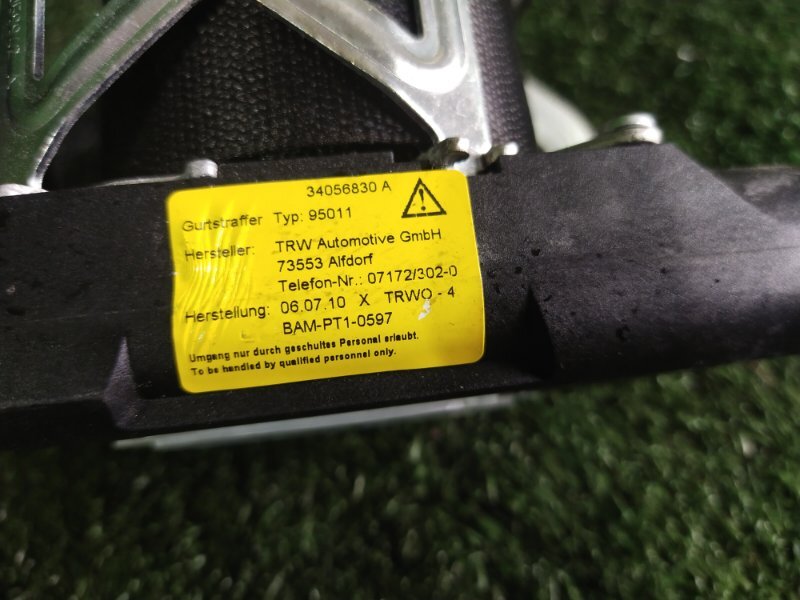 34056830 A
Gurtstraffer Typ: 95011
Hersteller: TRW Automotive GmbH
73553 Alfdorf
Telefon-Nr.: 07172/302-0
Herstellung: 06.07.10 X TRWO - 4
BAM-PT1-0597
Umgang nur durch geschultes Personal erlaubt.
To be handled by qualified personnel only.